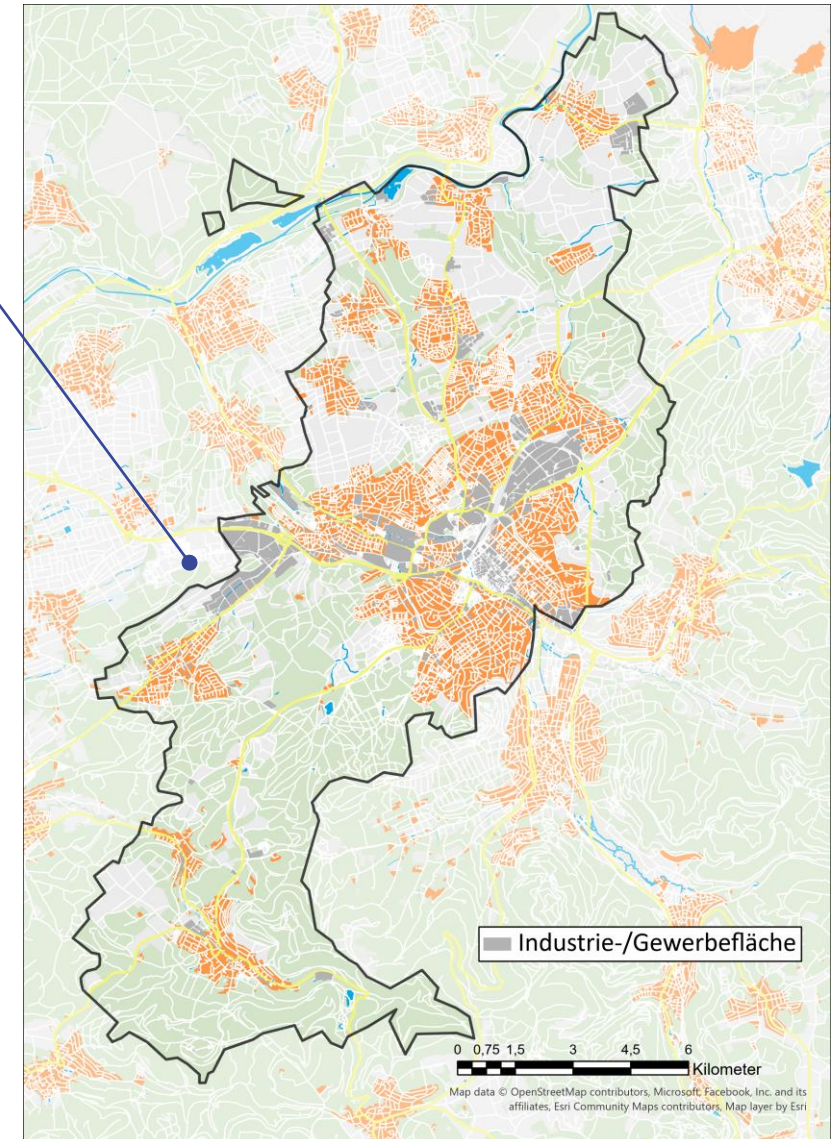 Industrie-/Gewerbefläche
0 0,75 1,5 3 4,5 6
Kilometer
Map data © OpenStreetMap contributors, Microsoft, Facebook, Inc. and its
affiliates, Esri Community Maps contributors, Map layer by Esri